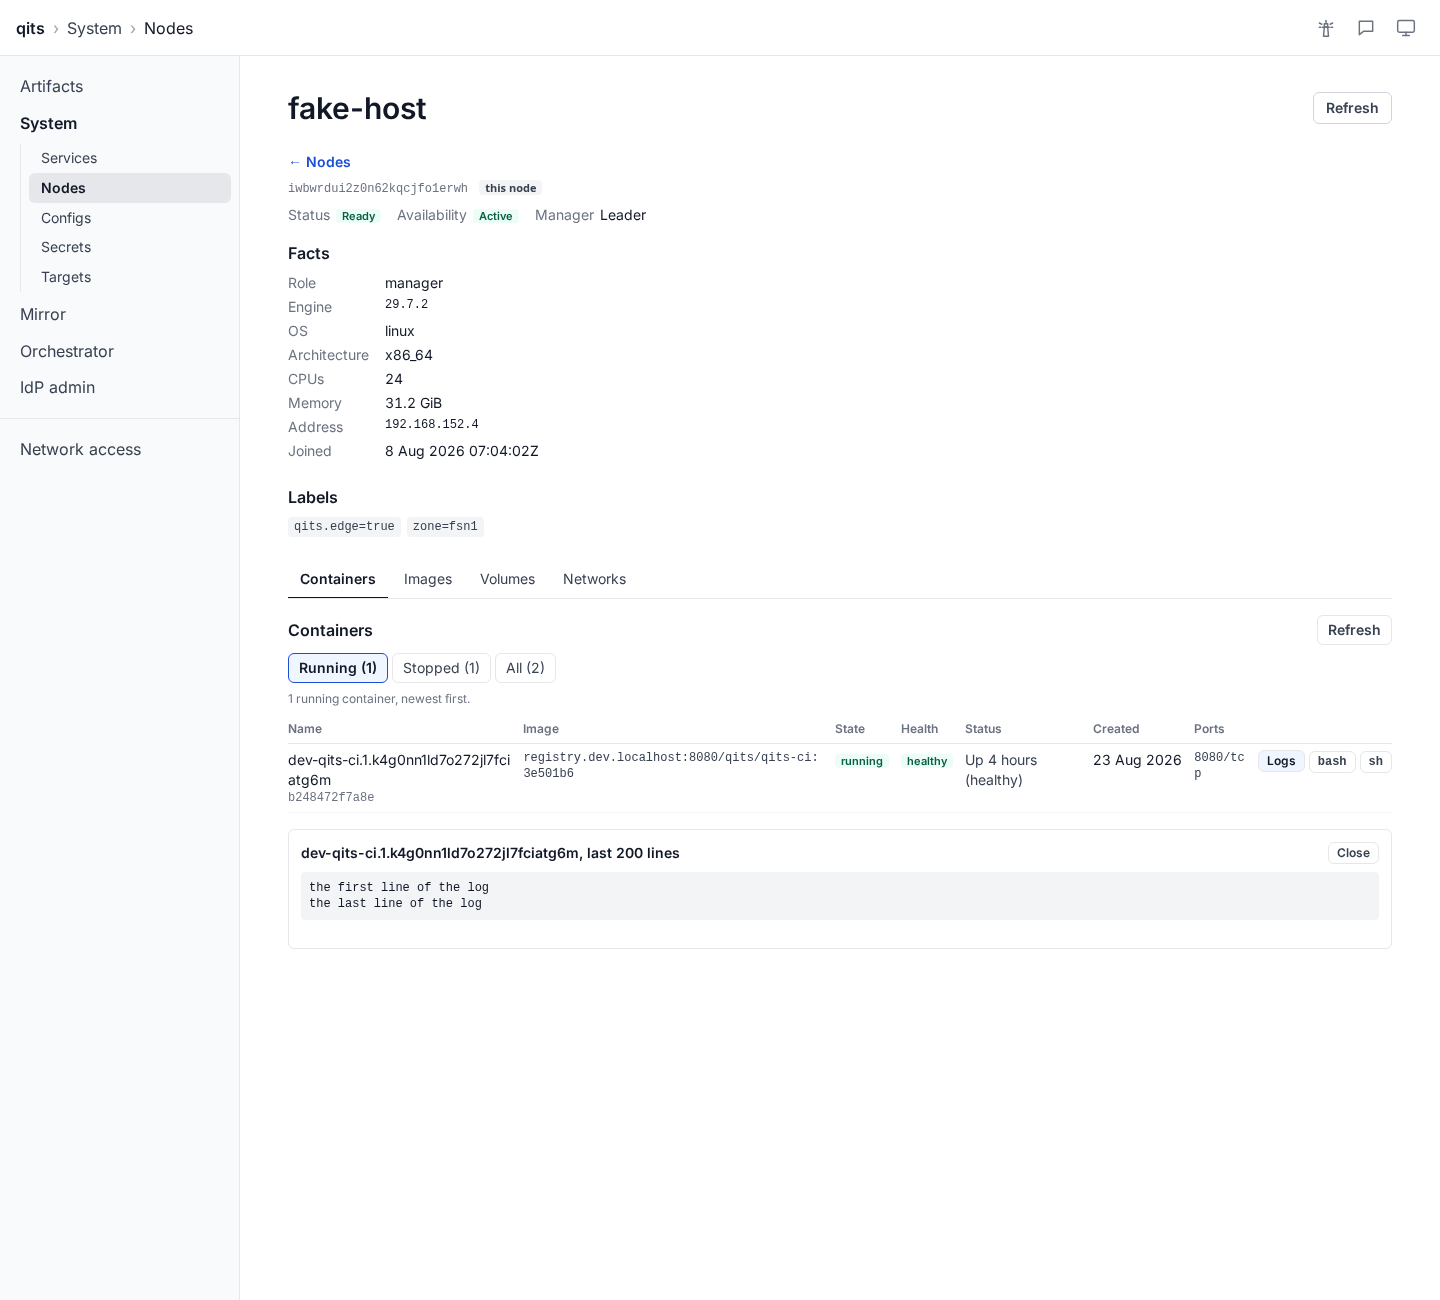 qits › System › Nodes
Artifacts
System
Services
Nodes
Configs
Secrets
Targets
Mirror
Orchestrator
IdP admin
Network access
fake-host
Refresh
← Nodes
iwbwrdui2z0n62kqcjfo1erwh this node
Status Ready Availability Active Manager Leader
Facts
Role manager
Engine 29.7.2
OS linux
Architecture x86_64
CPUs 24
Memory 31.2 GiB
Address 192.168.152.4
Joined 8 Aug 2026 07:04:02Z
Labels
qits.edge=true zone=fsn1
Containers Images Volumes Networks
Containers Refresh
Running (1) Stopped (1) All (2)
1 running container, newest first.
Name Image State Health Status Created Ports
dev-qits-ci.1.k4g0nn1ld7o272jl7fci registry.dev.localhost:8080/qits/qits-ci: running healthy Up 4 hours 23 Aug 2026 8080/tc Logs bash sh
atg6m 3e501b6 (healthy) p
b248472f7a8e
dev-qits-ci.1.k4g0nn1ld7o272jl7fciatg6m, last 200 lines Close
the first line of the log
the last line of the log